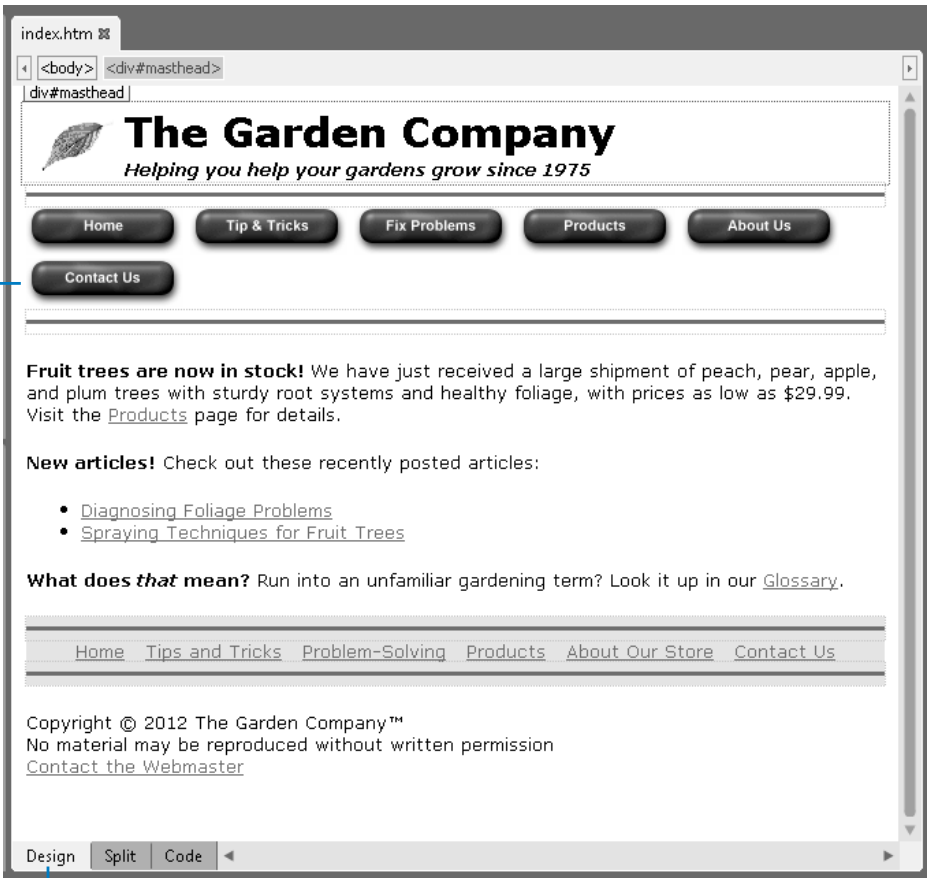 index.htm
<body> <div#masthead>
div#masthead
The Garden Company
Helping you help your gardens grow since 1975
Home Tip & Tricks Fix Problems Products About Us
Contact Us
Fruit trees are now in stock! We have just received a large shipment of peach, pear, apple,
and plum trees with sturdy root systems and healthy foliage, with prices as low as $29.99.
Visit the Products page for details.
New articles! Check out these recently posted articles:
• Diagnosing Foliage Problems
• Spraying Techniques for Fruit Trees
What does that mean? Run into an unfamiliar gardening term? Look it up in our Glossary.
Home Tips and Tricks Problem-Solving Products About Our Store Contact Us
Copyright © 2012 The Garden Company™
No material may be reproduced without written permission
Contact the Webmaster
Design Split Code